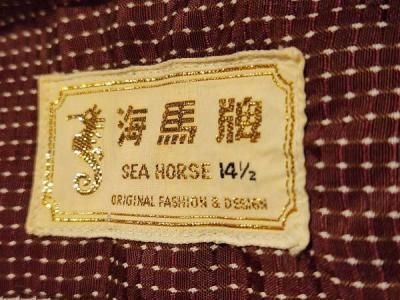 海馬牌
SEA HORSE 14½
ORIGINAL FASHION & DESIGN